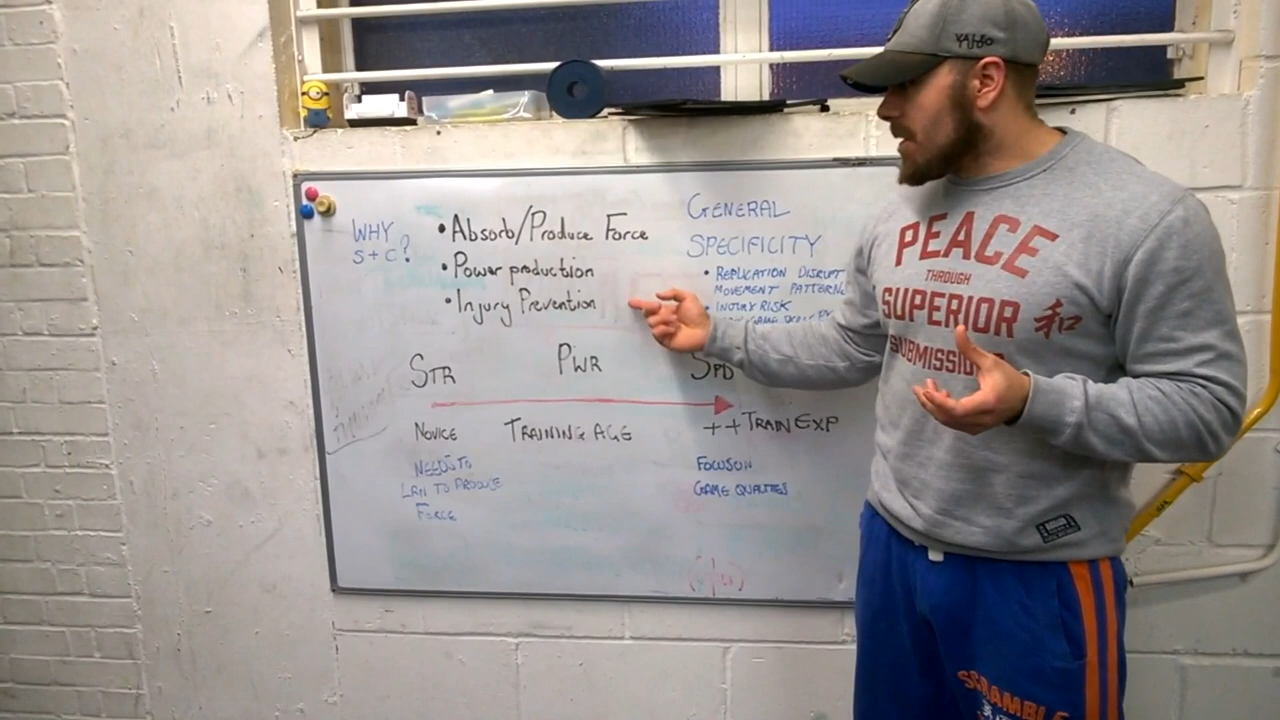 WHY
S+C?
• Absorb/Produce Force
• Power production
• Injury Prevention
GENERAL
SPECIFICITY
• REPLICATION DISRUPT
MOVEMENT PATTERNS
• INJURY RISK
STR
PWR
SPD
NOVICE
TRAINING AGE
++ TRAIN EXP
NEEDS TO
LRN TO PRODUCE
FORCE
FOCUS ON
GAME QUALITIES
PEACE
THROUGH
SUPERIOR
和
SUBMISSION
SCRAMBLE